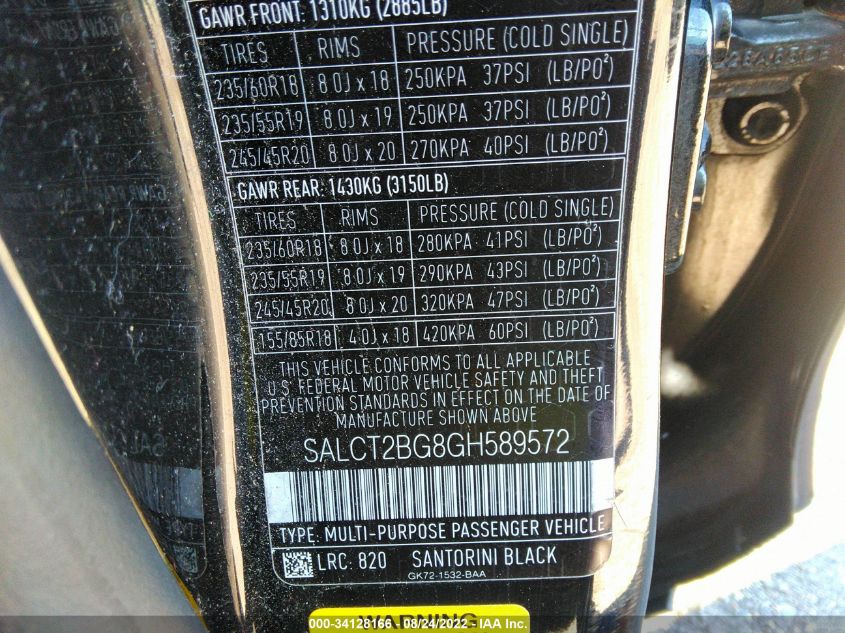 GAWR FRONT: 1310KG (2885LB)
TIRES RIMS PRESSURE (COLD SINGLE)
235/60R18 8.0J x 18 250KPA 37PSI (LB/PO²)
235/55R19 8.0J x 19 250KPA 37PSI (LB/PO²)
245/45R20 8.0J x 20 270KPA 40PSI (LB/PO²)
GAWR REAR: 1430KG (3150LB)
TIRES RIMS PRESSURE (COLD SINGLE)
235/60R18 8.0J x 18 280KPA 41PSI (LB/PO²)
235/55R19 8.0J x 19 290KPA 43PSI (LB/PO²)
245/45R20 8.0J x 20 320KPA 47PSI (LB/PO²)
155/85R18 4.0J x 18 420KPA 60PSI (LB/PO²)
THIS VEHICLE CONFORMS TO ALL APPLICABLE
U.S. FEDERAL MOTOR VEHICLE SAFETY AND THEFT
PREVENTION STANDARDS IN EFFECT ON THE DATE OF
MANUFACTURE SHOWN ABOVE
SALCT2BG8GH589572
TYPE: MULTI-PURPOSE PASSENGER VEHICLE
LRC: 820 SANTORINI BLACK
GK72-1532-BAA
WARNING
000-34128166 - 08/24/2022 - IAA Inc.